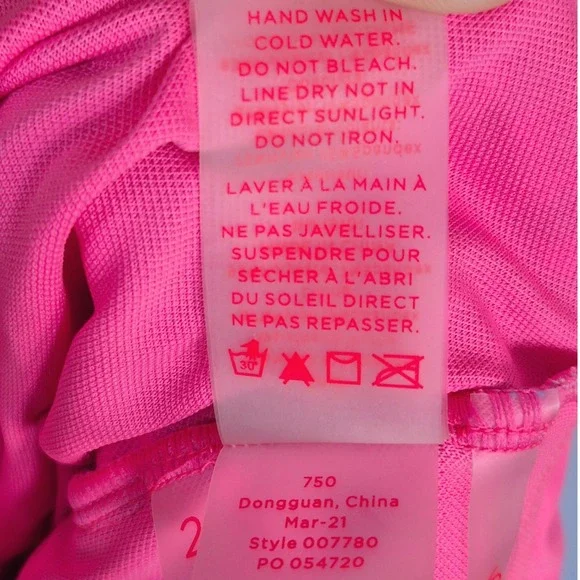 HAND WASH IN
COLD WATER.
DO NOT BLEACH.
LINE DRY NOT IN
DIRECT SUNLIGHT.
DO NOT IRON.
LAVER À LA MAIN À
L'EAU FROIDE.
NE PAS JAVELLISER.
SUSPENDRE POUR
SÉCHER À L'ABRI
DU SOLEIL DIRECT
NE PAS REPASSER.
30°
750
Dongguan, China
Mar-21
Style 007780
PO 054720
2